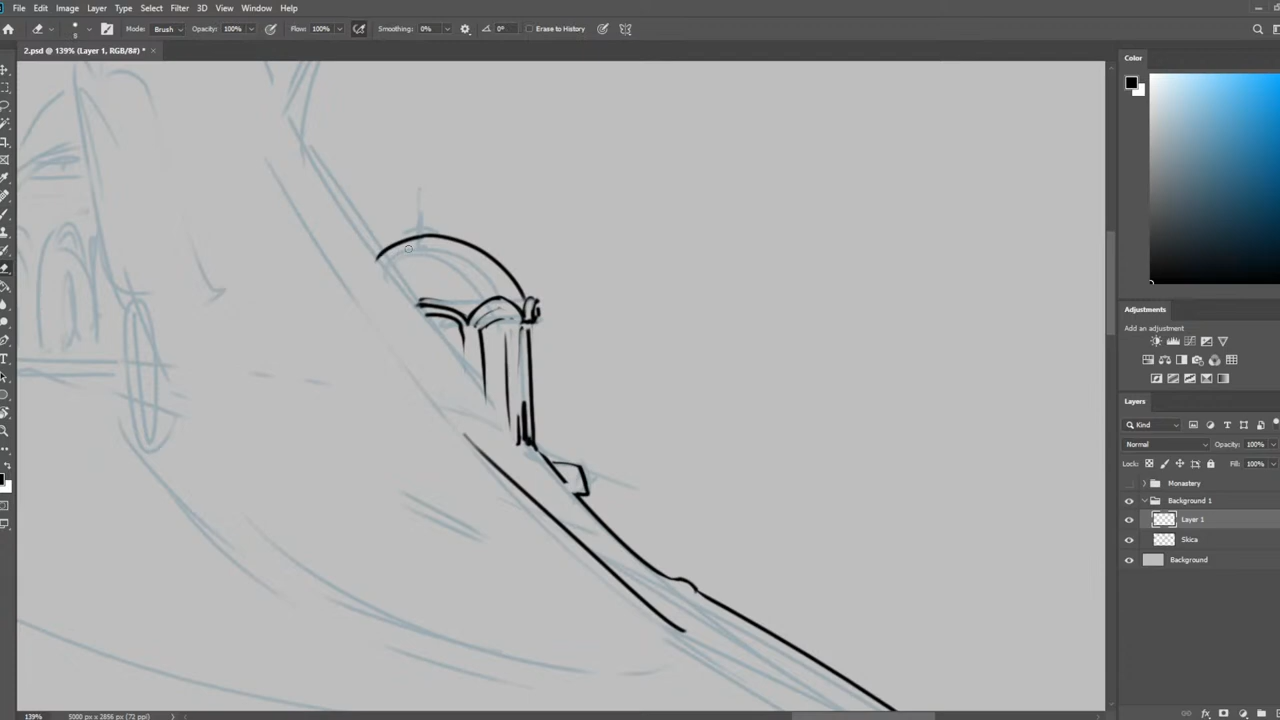 File Edit Image Layer Type Select Filter 3D View Window Help
Mode: Brush Opacity: 100% Flow: 100% Smoothing: 0% 0° Erase to History
2.psd @ 139% (Layer 1, RGB/8#) * ×
Color
Adjustments
Add an adjustment
Layers
Kind
Normal Opacity: 100%
Lock: Fill: 100%
Monastery
Background 1
Layer 1
Skica
Background
139% 5000 px x 2856 px (72 ppi)